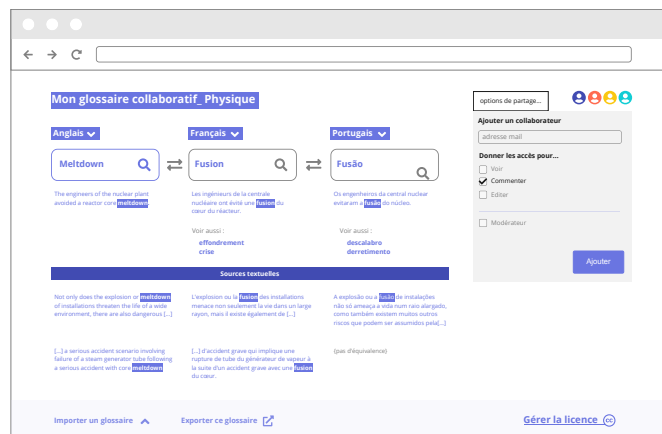 Mon glossaire collaboratif_ Physique
options de partage...
Ajouter un collaborateur
adresse mail
Donner les accès pour...
Voir
Commenter
Editer
Modérateur
Ajouter
Anglais
Français
Portugais
Meltdown
Fusion
Fusão
The engineers of the nuclear plant
avoided a reactor core meltdown
Les ingénieurs de la centrale
nucléaire ont évité une fusion du
cœur du réacteur.
Voir aussi :
effondrement
crise
Os engenheiros da central nuclear
evitaram a fusão do núcleo.
Voir aussi :
descalabro
derretimento
Sources textuelles
Not only does the explosion or meltdown
of installations threaten the life of a wide
environment, there are also dangerous [...]
L'explosion ou la fusion des installations
menace non seulement la vie dans un large
rayon, mais il existe également de [...]
A explosão ou a fusão de instalações
não só ameaça a vida num raio alargado,
como também existem muitos outros
riscos que podem ser assumidos pela[...]
[...] a serious accident scenario involving
failure of a steam generator tube following
a serious accident with core meltdown
[...] d'accident grave qui implique une
rupture de tube du générateur de vapeur à
la suite d'un accident grave avec une fusion
du cœur.
(pas d'équivalence)
Importer un glossaire
Exporter ce glossaire
Gérer la licence
cc